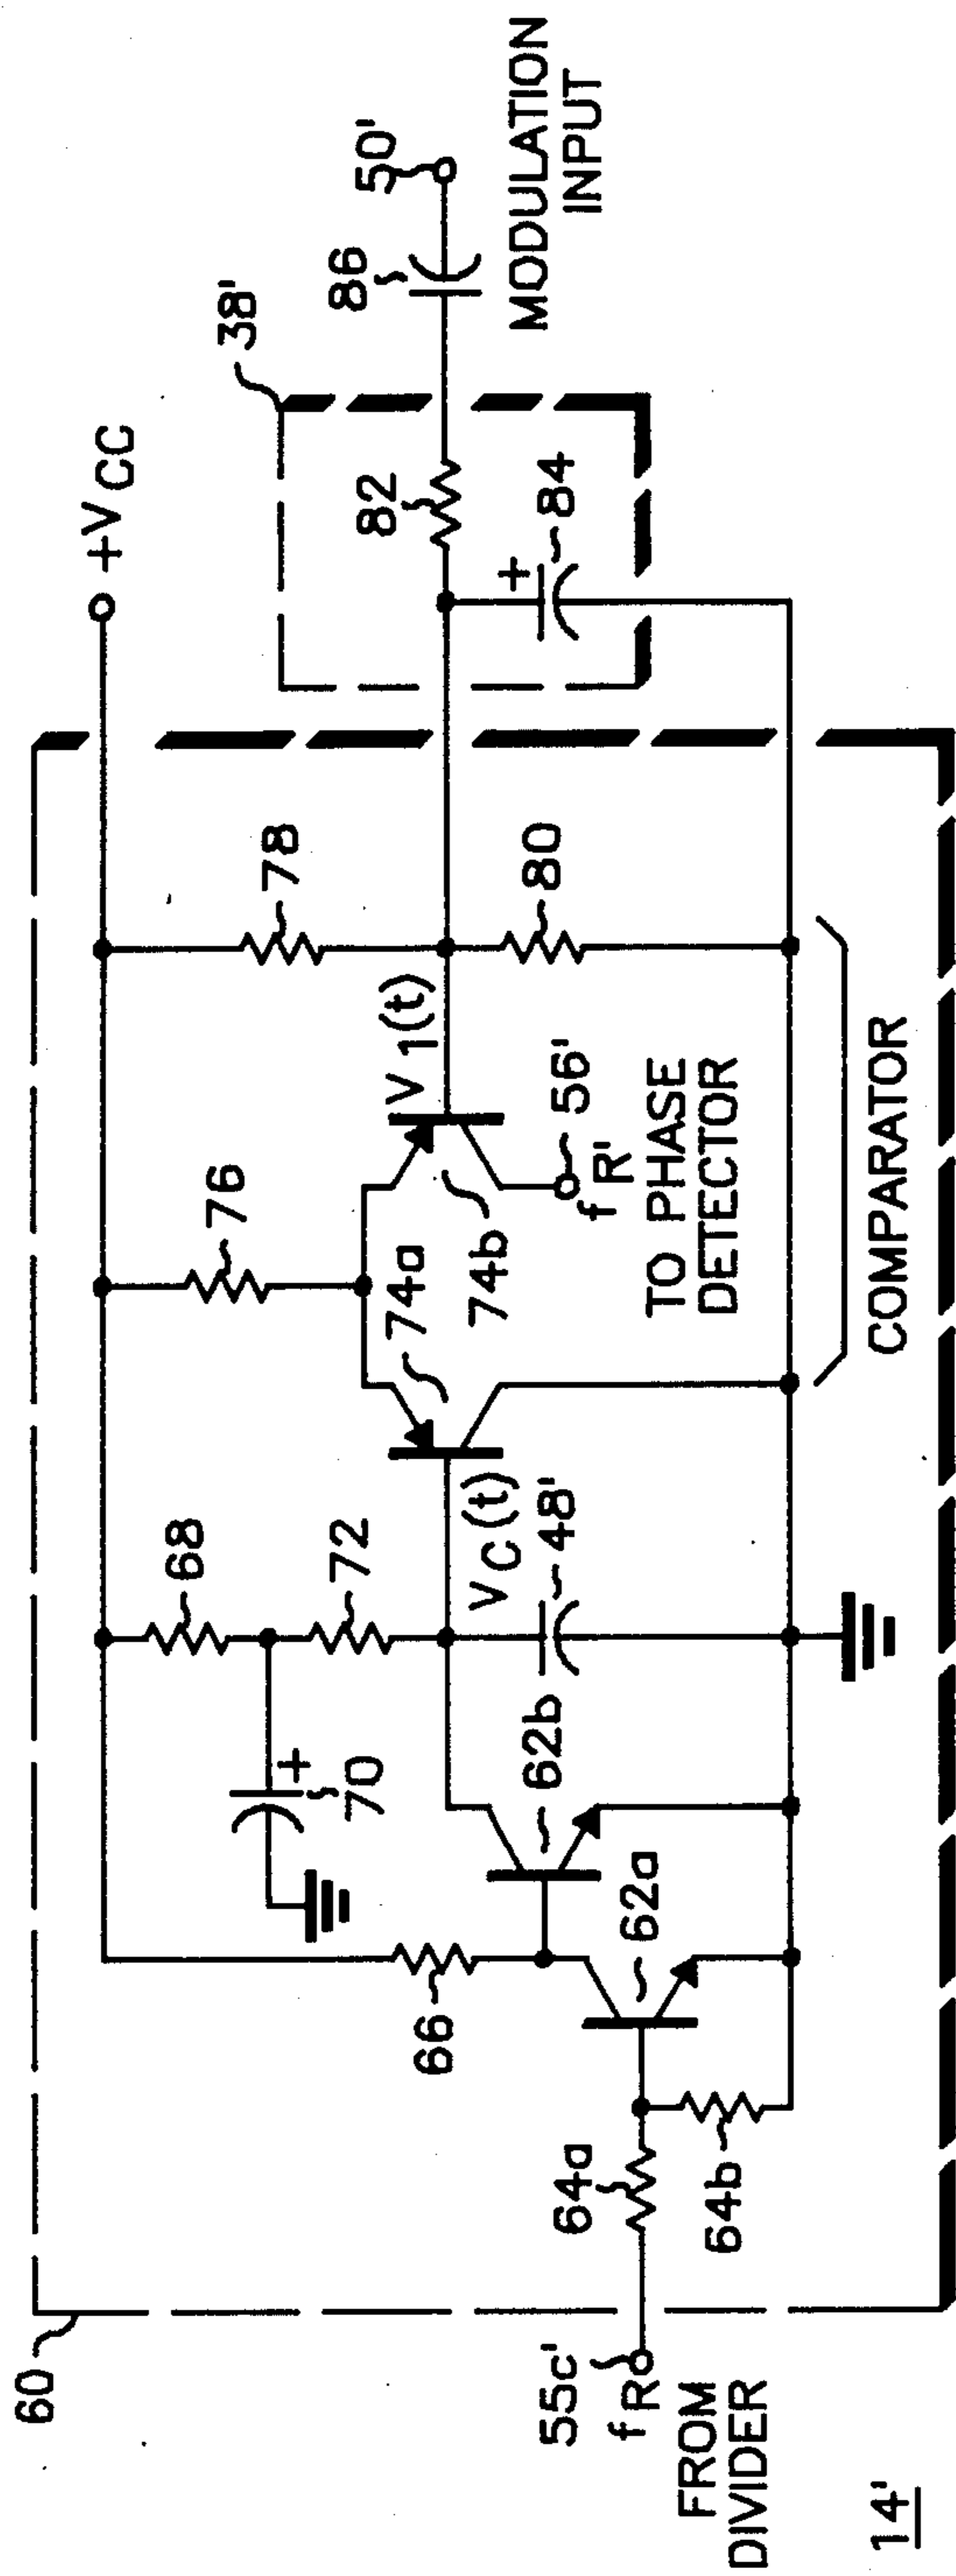 60
+VCC
38'
50'
86
82
84
MODULATION
INPUT
78
80
76
68
72
70
66
V1(t)
74a
74b
56'
fR'
TO PHASE
DETECTOR
VC(t)
48'
62b
62a
64a
64b
55c'
fR
FROM
DIVIDER
COMPARATOR
14'